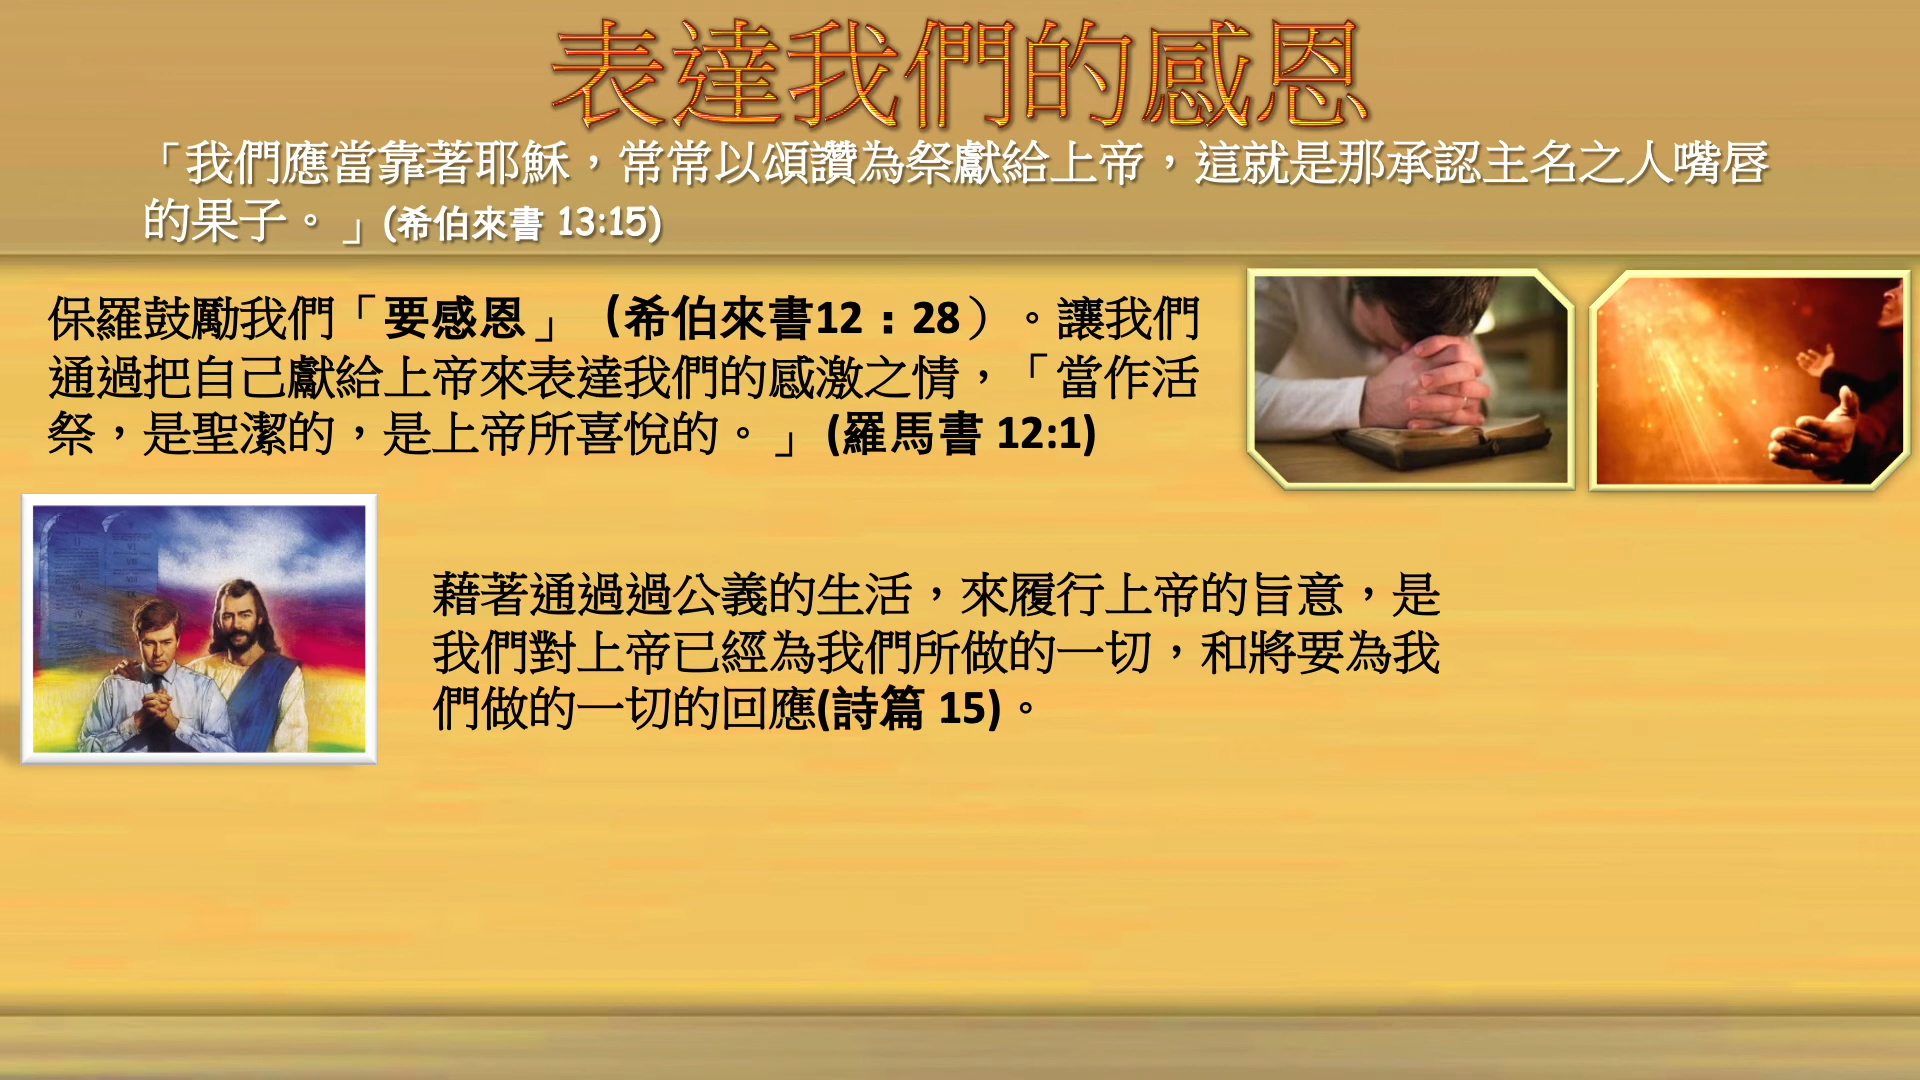 表達我們的感恩
「我們應當靠著耶穌，常常以頌讚為祭獻給上帝，這就是那承認主名之人嘴唇
的果子。」(希伯來書 13:15)
保羅鼓勵我們「要感恩」（希伯來書12：28）。讓我們
通過把自己獻給上帝來表達我們的感激之情，「當作活
祭，是聖潔的，是上帝所喜悅的。」(羅馬書 12:1)
藉著通過過公義的生活，來履行上帝的旨意，是
我們對上帝已經為我們所做的一切，和將要為我
們做的一切的回應(詩篇 15)。